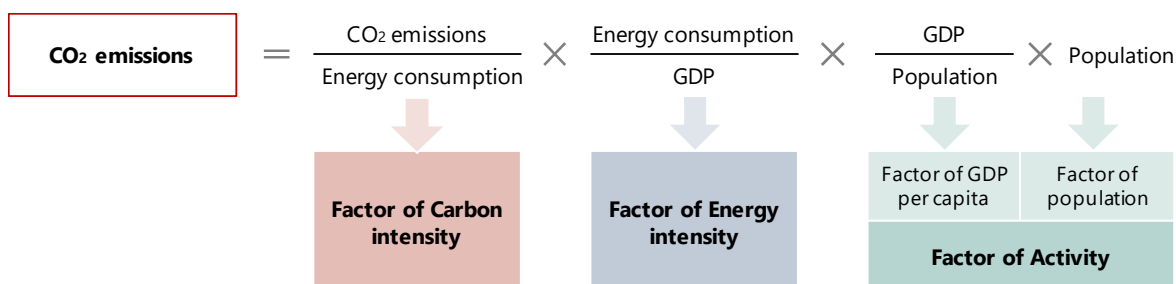 CO2 emissions = CO2 emissions / Energy consumption × Energy consumption / GDP × GDP / Population × Population
Factor of Carbon
intensity
Factor of Energy
intensity
Factor of GDP
per capita
Factor of
population
Factor of Activity